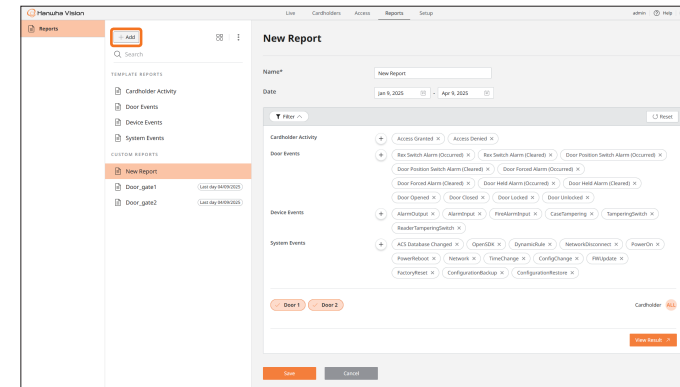 Hanwha Vision
Live Cardholders Access Reports Setup
admin Help
Reports
+ Add
Search
TEMPLATE REPORTS
Cardholder Activity
Door Events
Device Events
System Events
CUSTOM REPORTS
New Report
Door_gate1 Last day 04/09/2025
Door_gate2 Last day 04/09/2025
New Report
Name* New Report
Date Jan 9, 2025 - Apr 9, 2025
Filter Reset
Cardholder Activity + Access Granted × Access Denied ×
Door Events + Rex Switch Alarm (Occurred) × Rex Switch Alarm (Cleared) × Door Position Switch Alarm (Occurred) ×
Door Position Switch Alarm (Cleared) × Door Forced Alarm (Occurred) ×
Door Forced Alarm (Cleared) × Door Held Alarm (Occurred) × Door Held Alarm (Cleared) ×
Door Opened × Door Closed × Door Locked × Door Unlocked ×
Device Events + AlarmOutput × AlarmInput × FireAlarmInput × CaseTampering × TamperingSwitch ×
ReaderTamperingSwitch ×
System Events + ACS Database Changed × OpenSDK × DynamicRule × NetworkDisconnect × PowerOn ×
PowerReboot × Network × TimeChange × ConfigChange × FWUpdate ×
FactoryReset × ConfigurationBackup × ConfigurationRestore ×
Door 1 Door 2 Cardholder ALL
View Result
Save Cancel